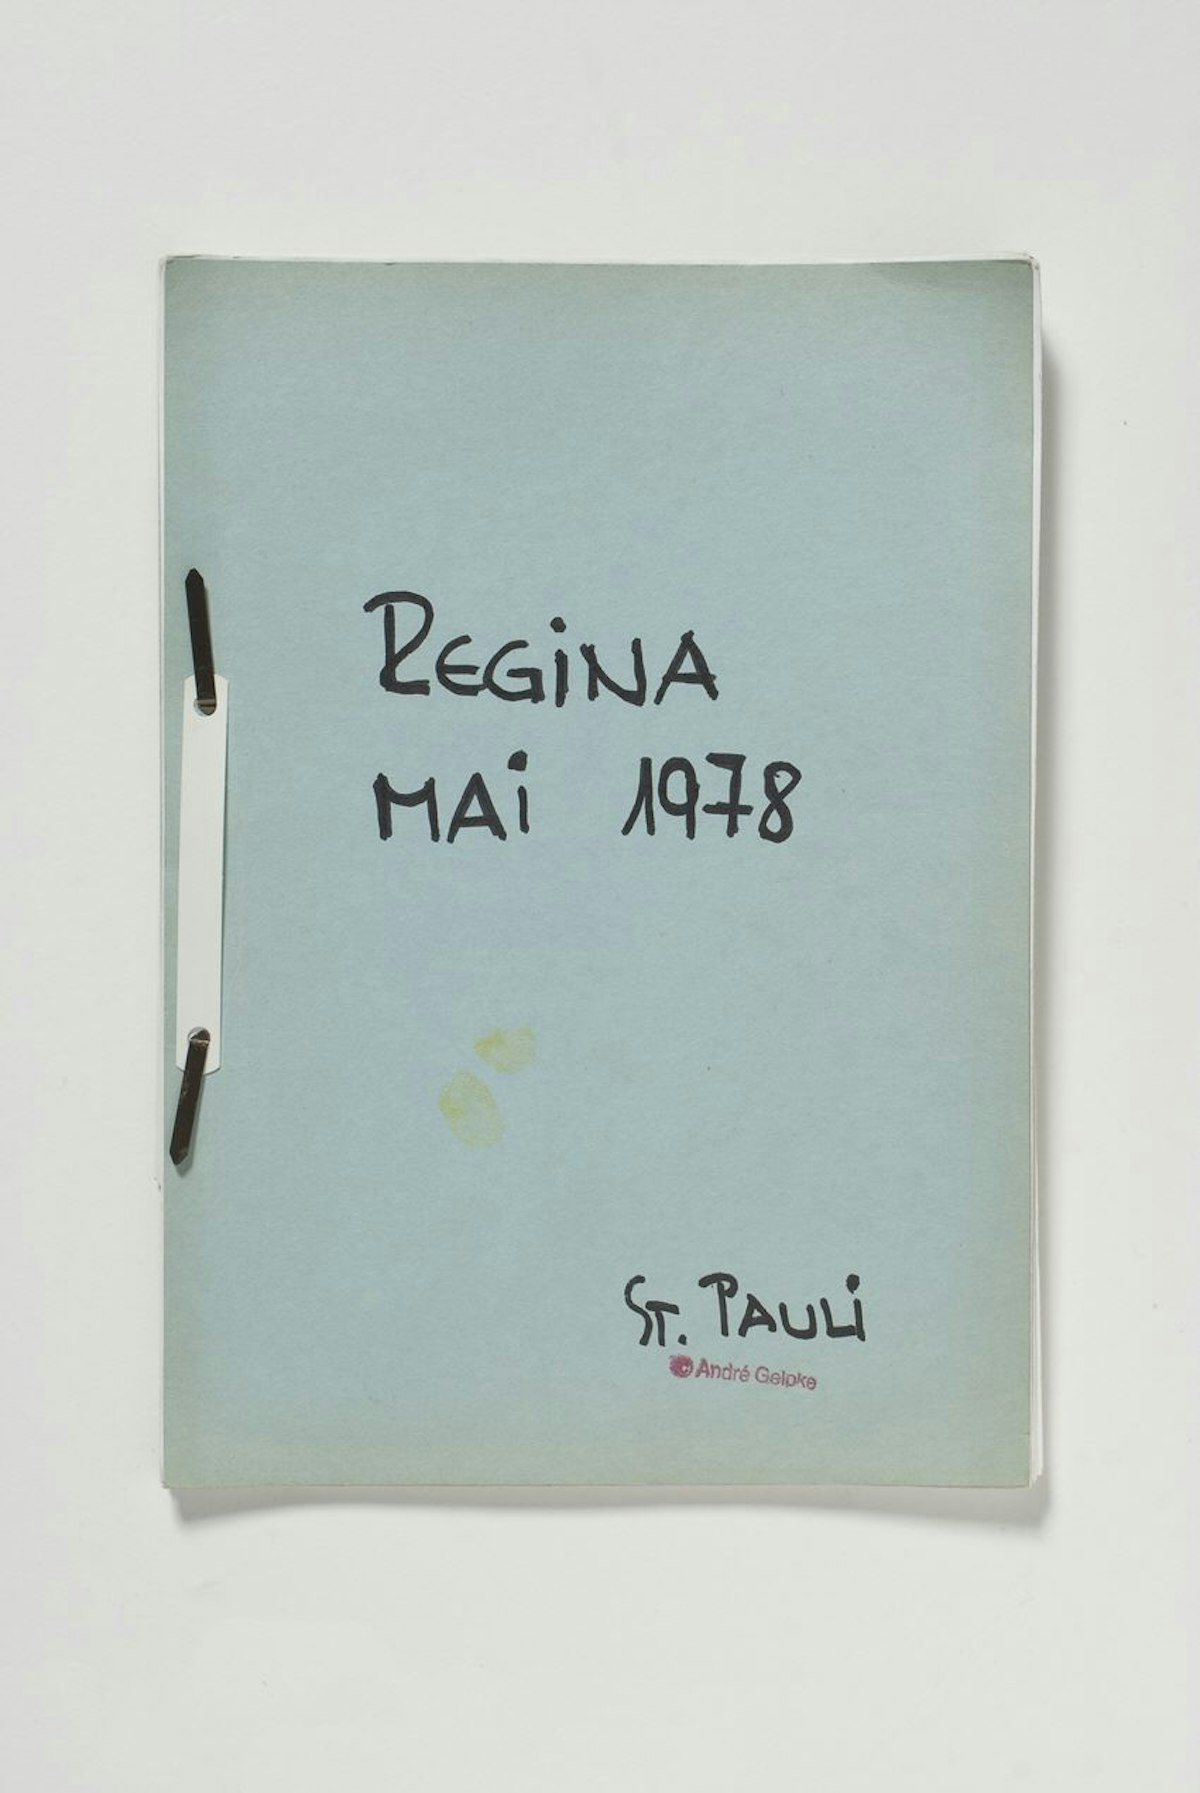 REGiNA
MAi 1978
ST. PAULi
André Gelpke